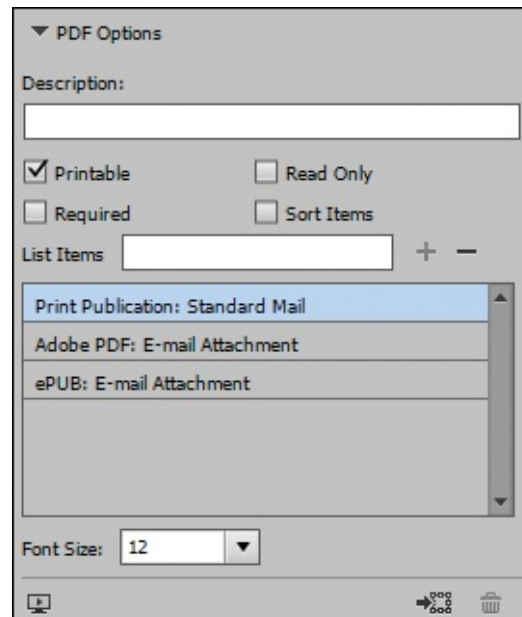 PDF Options
Description:
Printable Read Only
Required Sort Items
List Items
Print Publication: Standard Mail
Adobe PDF: E-mail Attachment
ePUB: E-mail Attachment
Font Size: 12